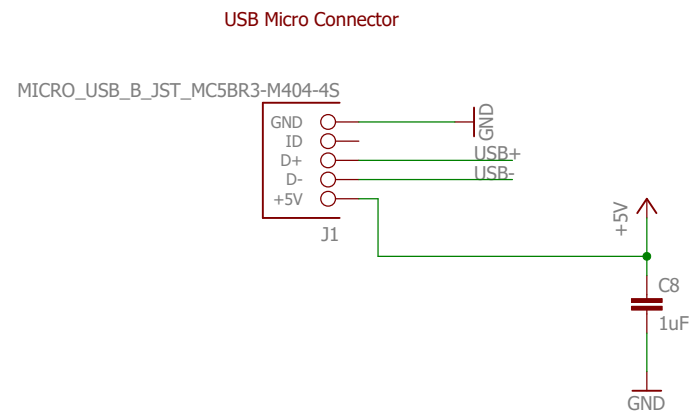 USB Micro Connector
MICRO_USB_B_JST_MC5BR3-M404-4S
GND
GND
ID
D+
USB+
D-
USB-
+5V
J1
+5V
C8
1uF
GND